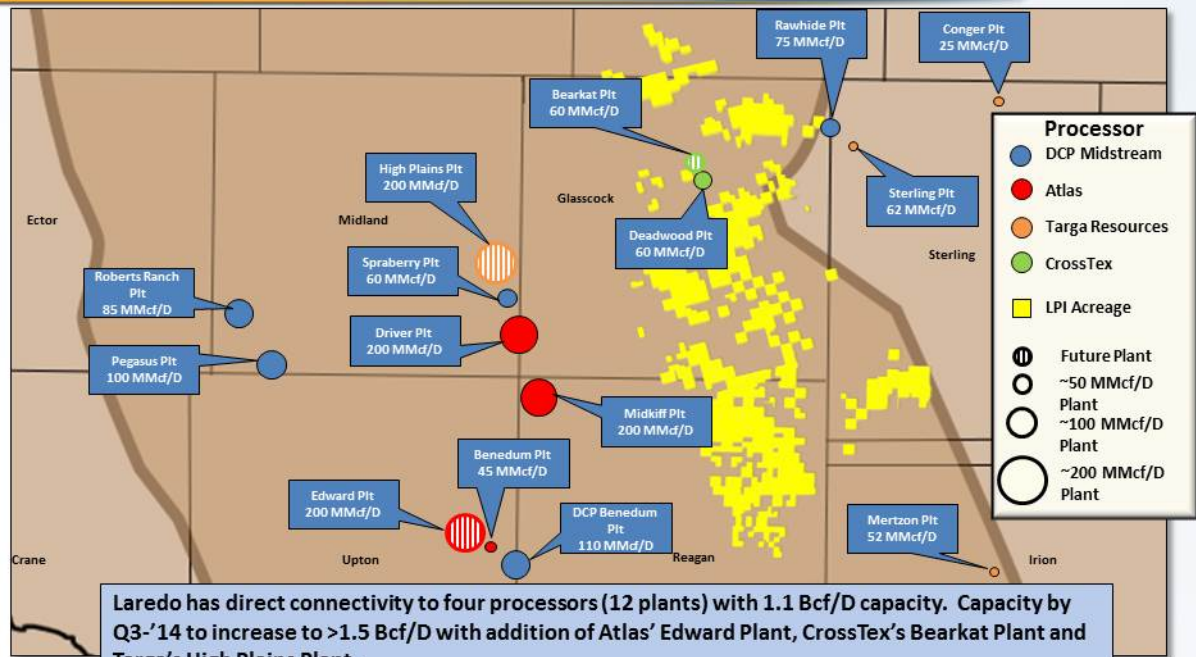 Rawhide Plt
75 MMcf/D
Conger Plt
25 MMcf/D
Bearkat Plt
60 MMcf/D
High Plains Plt
200 MMcf/D
Glasscock
Ector
Midland
Deadwood Plt
60 MMcf/D
Sterling Plt
62 MMcf/D
Sterling
Spraberry Plt
60 MMcf/D
Roberts Ranch
Plt
85 MMcf/D
Driver Plt
200 MMcf/D
Pegasus Plt
100 MMcf/D
Midkiff Plt
200 MMcf/D
Benedum Plt
45 MMcf/D
Edward Plt
200 MMcf/D
DCP Benedum
Plt
110 MMcf/D
Mertzon Plt
52 MMcf/D
Crane
Upton
Reagan
Irion
Processor
DCP Midstream
Atlas
Targa Resources
CrossTex
LPI Acreage
Future Plant
~50 MMcf/D
Plant
~100 MMcf/D
Plant
~200 MMcf/D
Plant
Laredo has direct connectivity to four processors (12 plants) with 1.1 Bcf/D capacity. Capacity by
Q3-’14 to increase to >1.5 Bcf/D with addition of Atlas’ Edward Plant, CrossTex’s Bearkat Plant and
Targa’s High Plains Plant